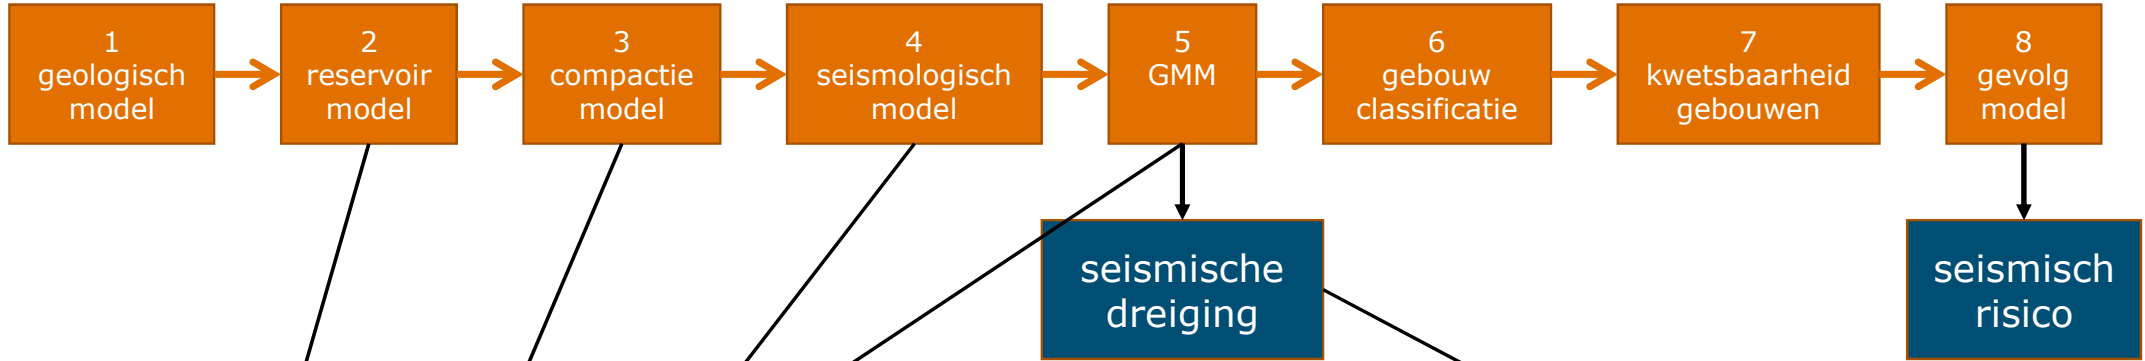 1
geologisch
model
2
reservoir
model
3
compactie
model
4
seismologisch
model
5
GMM
6
gebouw
classificatie
7
kwetsbaarheid
gebouwen
8
gevolg
model
seismische
dreiging
seismisch
risico